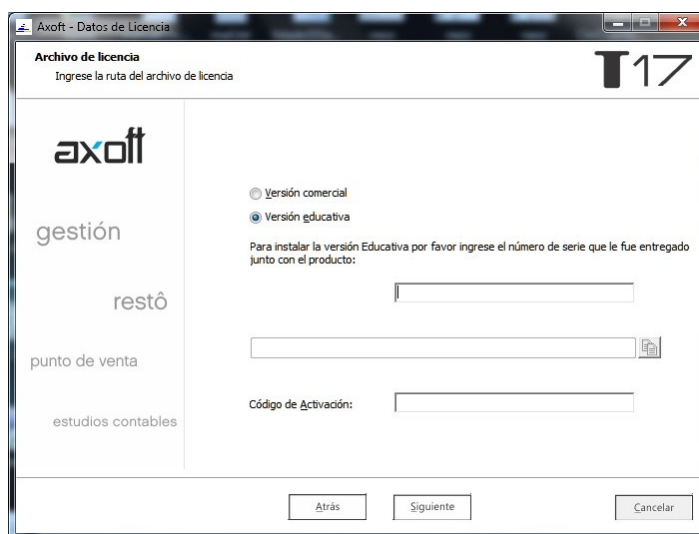 Axoft - Datos de Licencia
Archivo de licencia
Ingrese la ruta del archivo de licencia
T17
axoft
gestión
restô
punto de venta
estudios contables
Versión comercial
Versión educativa
Para instalar la versión Educativa por favor ingrese el número de serie que le fue entregado
junto con el producto:
Código de Activación:
Atrás
Siguiente
Cancelar